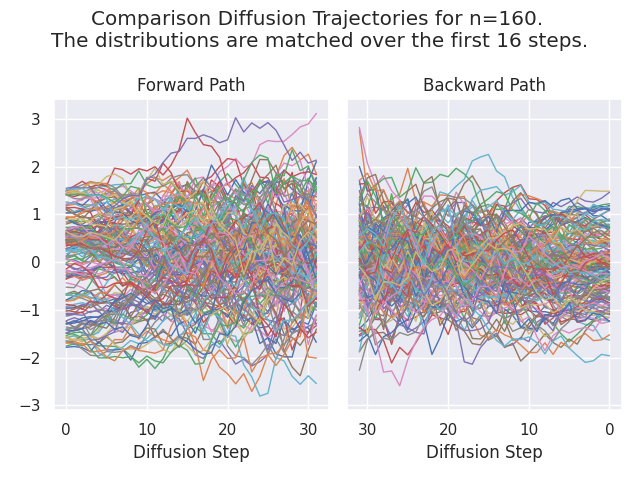 Comparison Diffusion Trajectories for n=160.
The distributions are matched over the first 16 steps.
Forward Path
Backward Path
3
2
1
0
−1
−2
−3
0 10 20 30
30 20 10 0
Diffusion Step
Diffusion Step